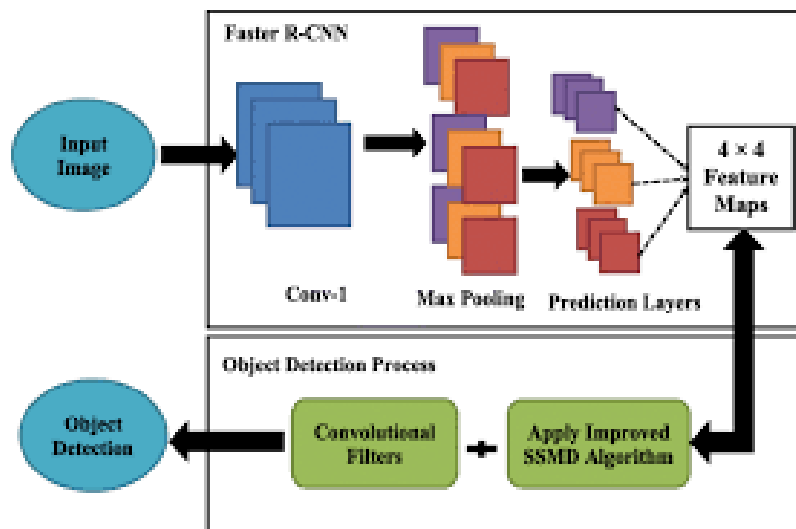 Faster R-CNN
Input
Image
4 × 4
Feature
Maps
Conv-1
Max Pooling
Prediction Layers
Object Detection Process
Object
Detection
Convolutional
Filters
+
Apply Improved
SSMD Algorithm